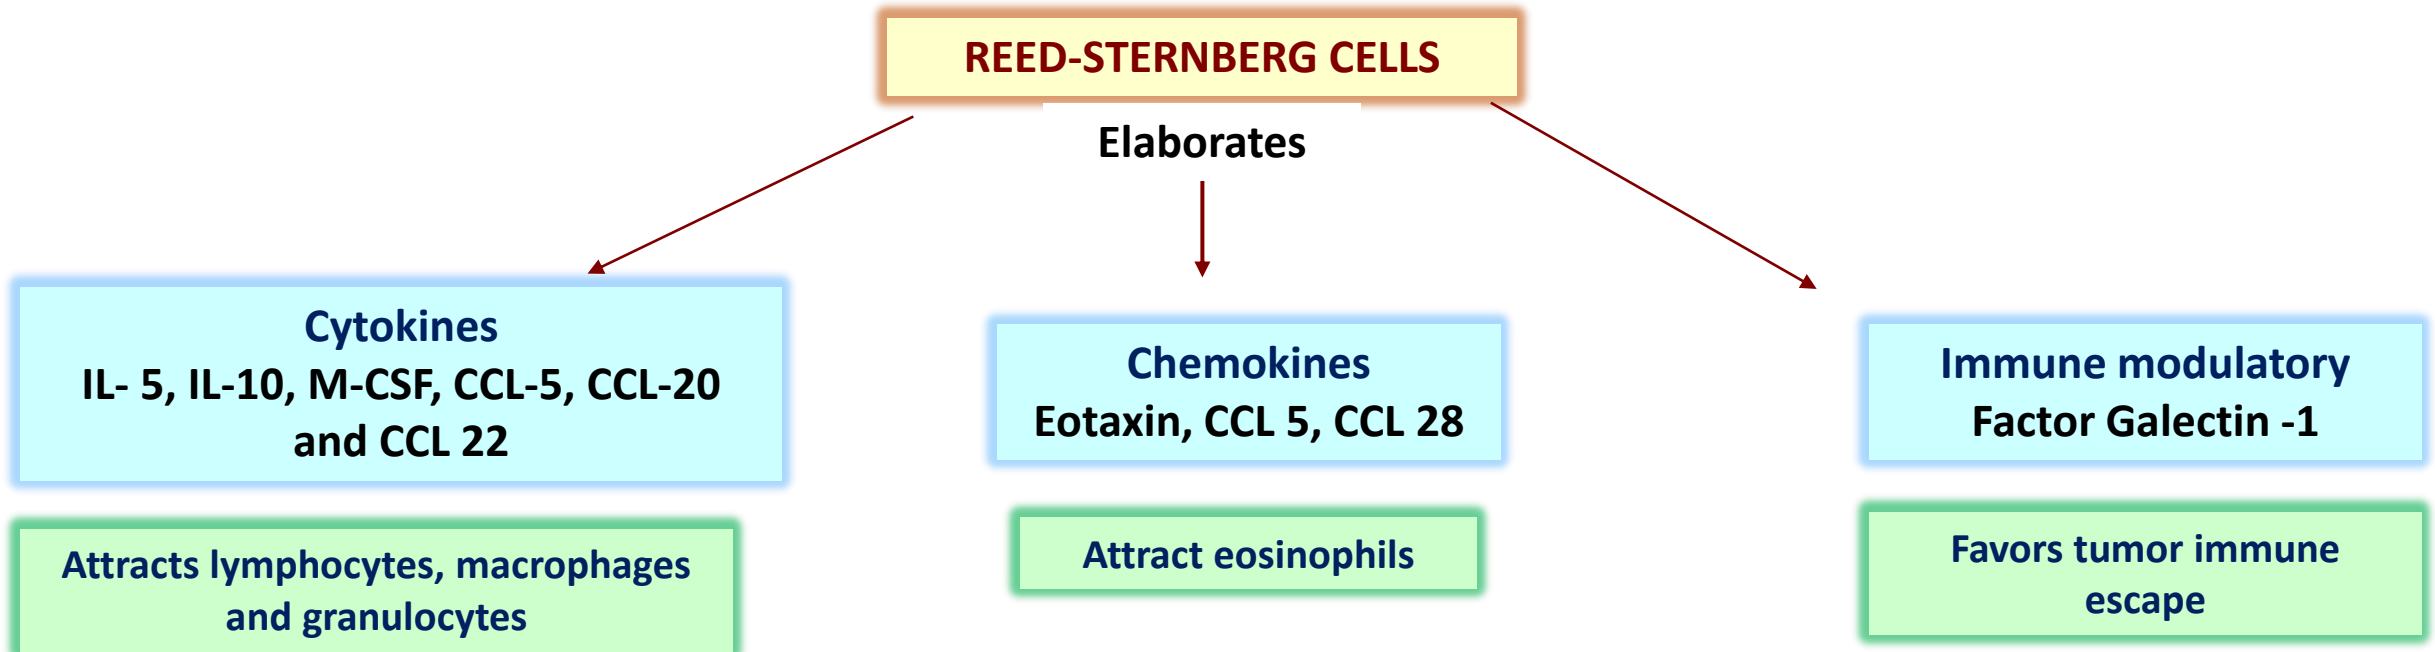 REED-STERNBERG CELLS
Elaborates
Cytokines
IL- 5, IL-10, M-CSF, CCL-5, CCL-20
and CCL 22
Attracts lymphocytes, macrophages
and granulocytes
Chemokines
Eotaxin, CCL 5, CCL 28
Attract eosinophils
Immune modulatory
Factor Galectin -1
Favors tumor immune
escape